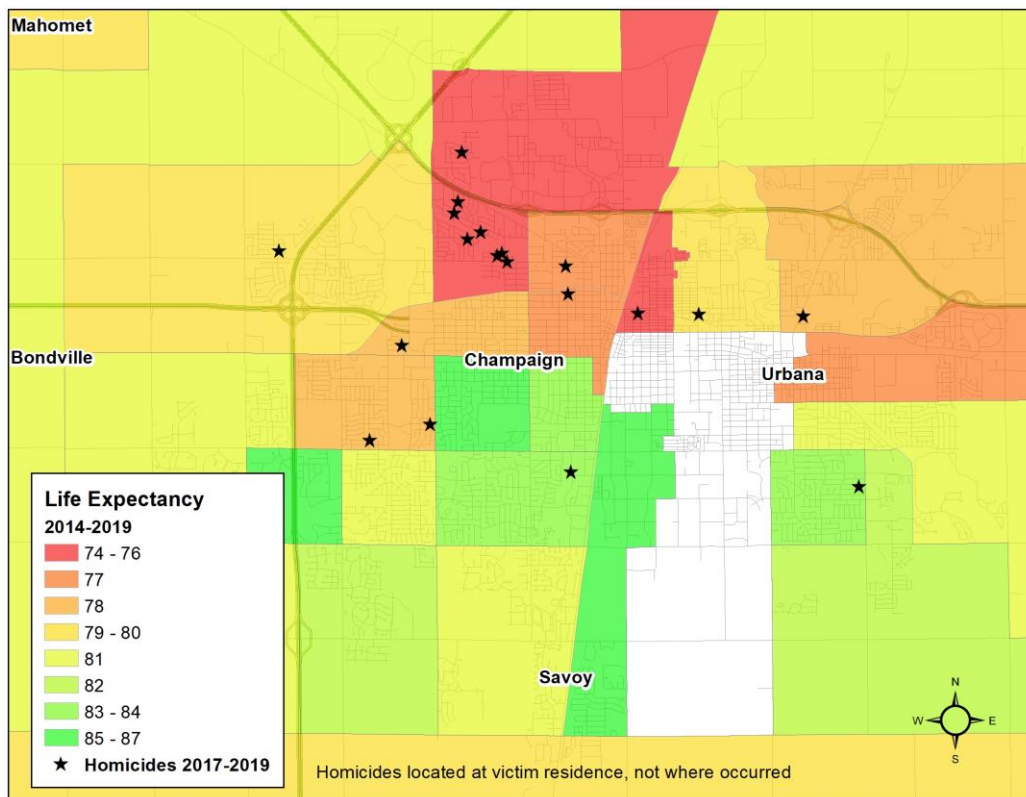 Mahomet
Bondville
Champaign
Urbana
Savoy
Life Expectancy
2014-2019
74 - 76
77
78
79 - 80
81
82
83 - 84
85 - 87
Homicides 2017-2019
Homicides located at victim residence, not where occurred
N
W E
S